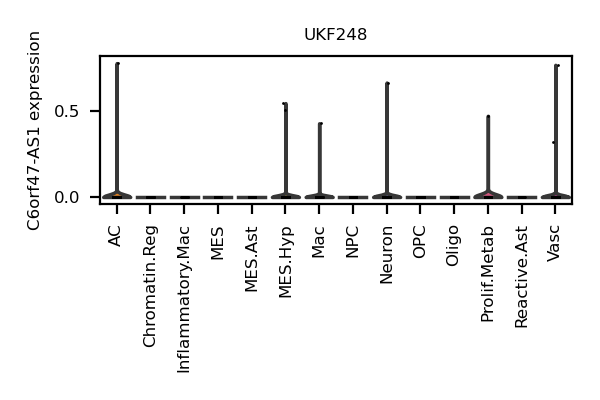 UKF248
C6orf47-AS1 expression
0.5
0.0
AC
Chromatin.Reg
Inflammatory.Mac
MES
MES.Ast
MES.Hyp
Mac
NPC
Neuron
OPC
Oligo
Prolif.Metab
Reactive.Ast
Vasc